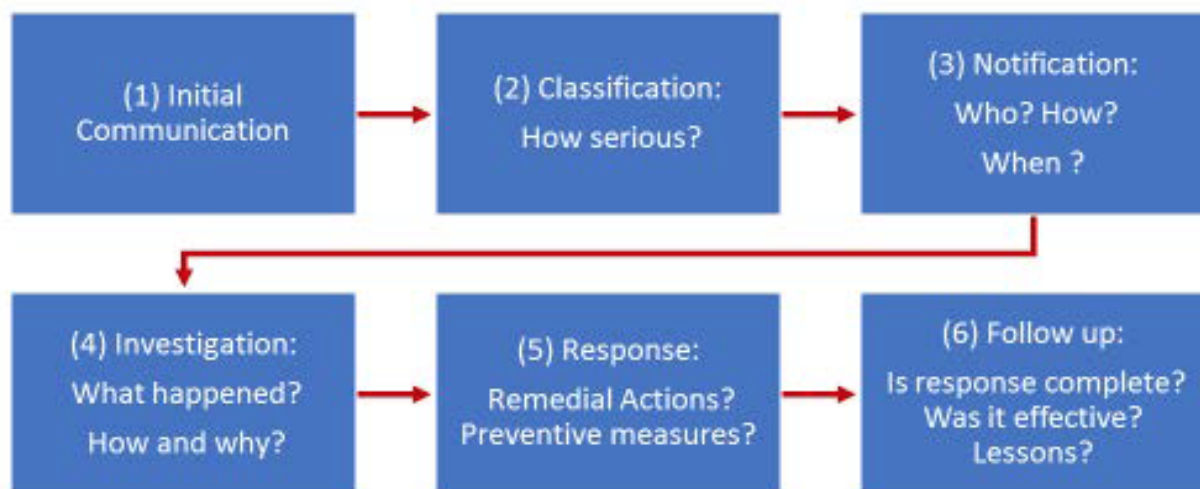 (1) Initial
Communication
(2) Classification:
How serious?
(3) Notification:
Who? How?
When ?
(4) Investigation:
What happened?
How and why?
(5) Response:
Remedial Actions?
Preventive measures?
(6) Follow up:
Is response complete?
Was it effective?
Lessons?